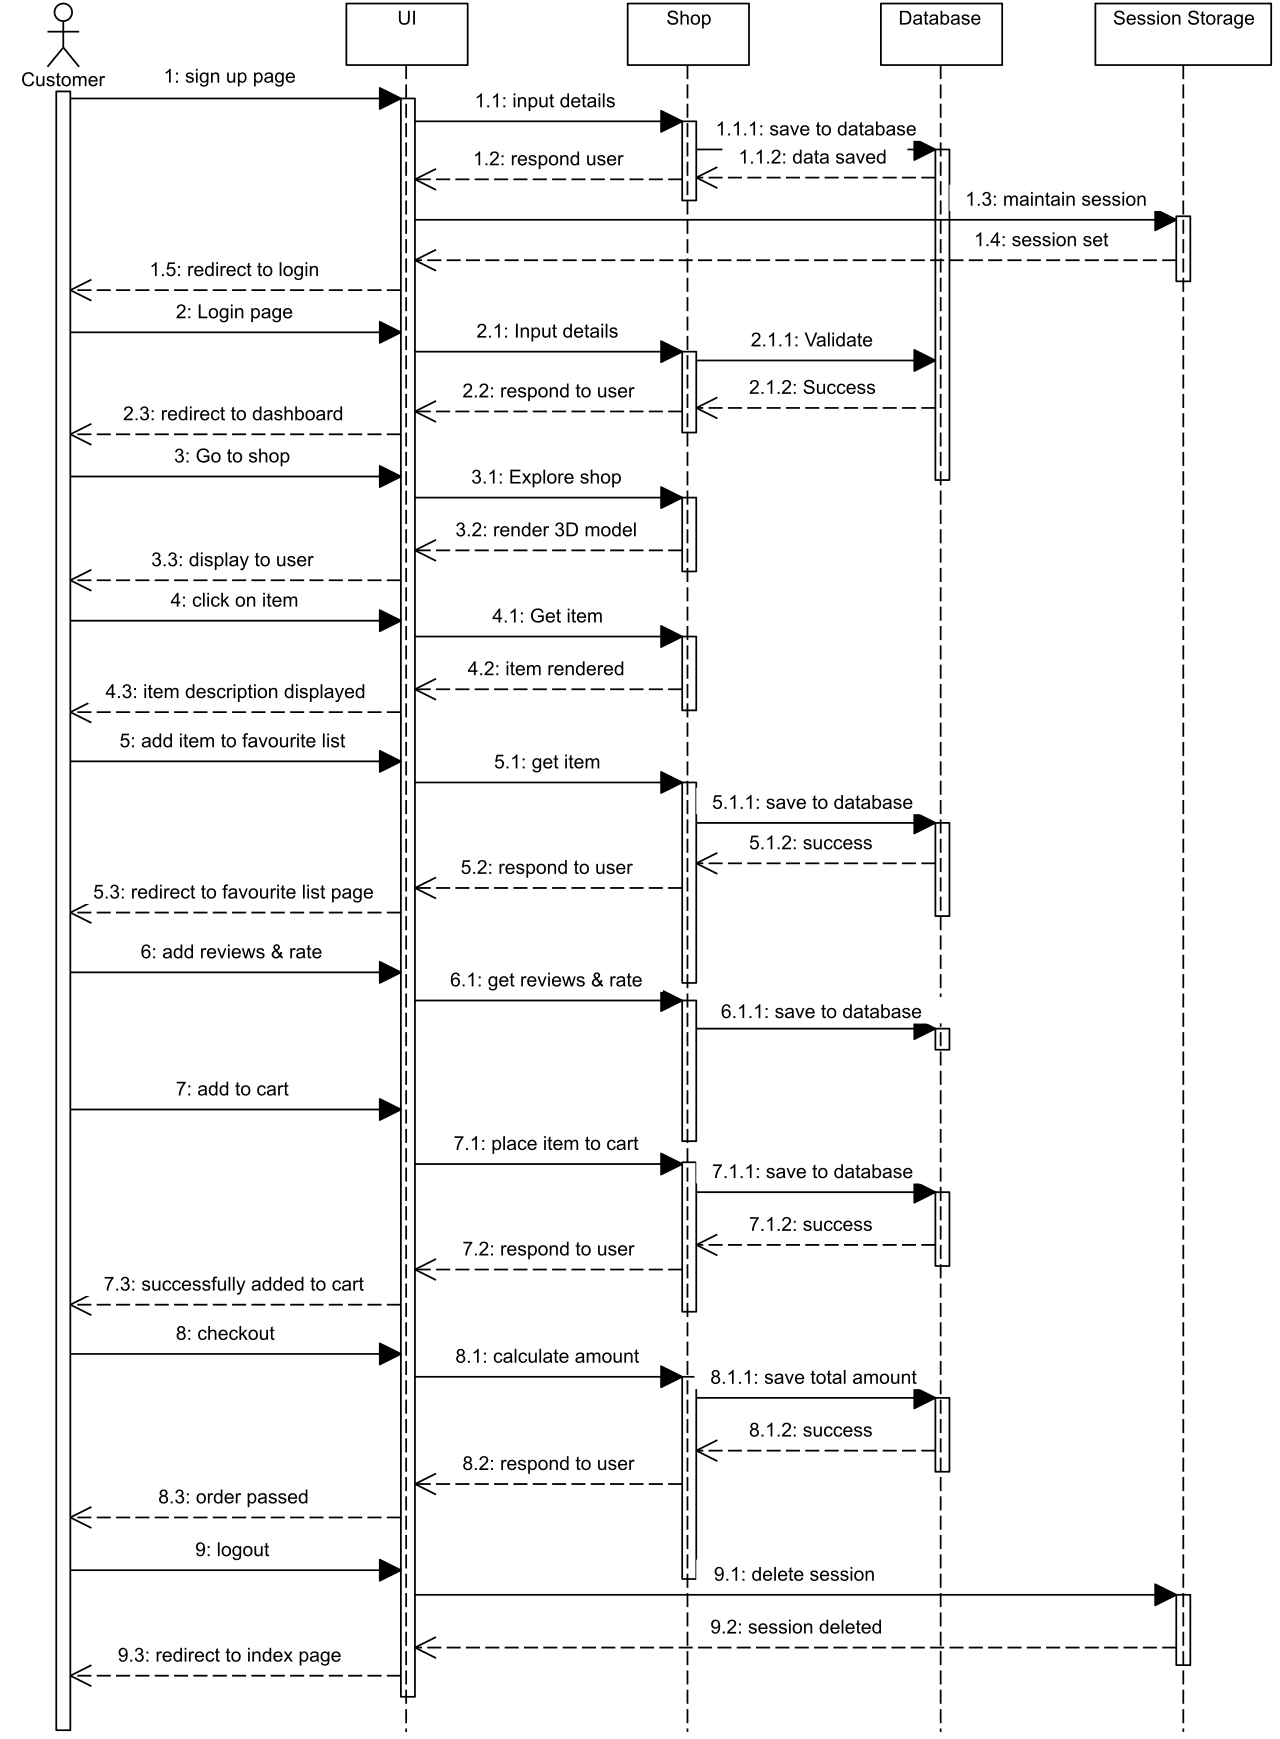 UI
Shop
Database
Session Storage
Customer
1: sign up page
1.1: input details
1.1.1: save to database
1.1.2: data saved
1.2: respond user
1.3: maintain session
1.4: session set
1.5: redirect to login
2: Login page
2.1: Input details
2.1.1: Validate
2.1.2: Success
2.2: respond to user
2.3: redirect to dashboard
3: Go to shop
3.1: Explore shop
3.2: render 3D model
3.3: display to user
4: click on item
4.1: Get item
4.2: item rendered
4.3: item description displayed
5: add item to favourite list
5.1: get item
5.1.1: save to database
5.1.2: success
5.2: respond to user
5.3: redirect to favourite list page
6: add reviews & rate
6.1: get reviews & rate
6.1.1: save to database
7: add to cart
7.1: place item to cart
7.1.1: save to database
7.1.2: success
7.2: respond to user
7.3: successfully added to cart
8: checkout
8.1: calculate amount
8.1.1: save total amount
8.1.2: success
8.2: respond to user
8.3: order passed
9: logout
9.1: delete session
9.2: session deleted
9.3: redirect to index page